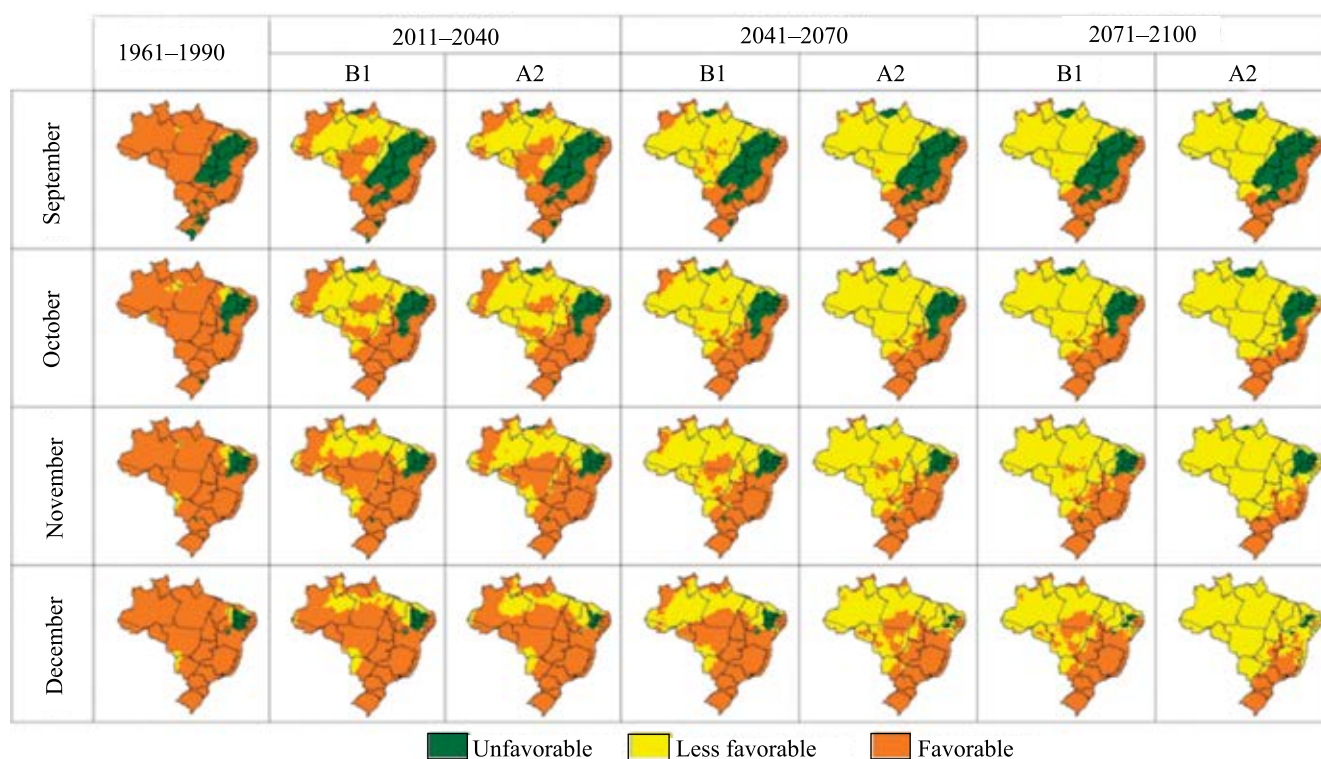 1961–1990
2011–2040
2041–2070
2071–2100
B1
A2
B1
A2
B1
A2
September
October
November
December
Unfavorable
Less favorable
Favorable